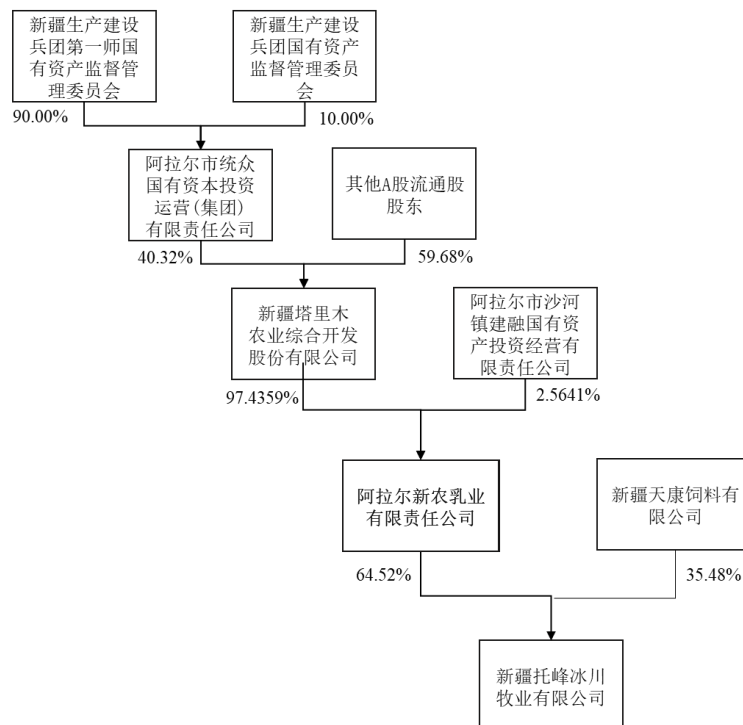 新疆生产建设
兵团第一师国
有资产监督管
理委员会
新疆生产建设
兵团国有资产
监督管理委员
会
90.00%
10.00%
阿拉尔市统众
国有资本投资
运营(集团)
有限责任公司
其他A股流通股
股东
40.32%
59.68%
新疆塔里木
农业综合开发
股份有限公司
阿拉尔市沙河
镇建融国有资
产投资经营有
限责任公司
97.4359%
2.5641%
阿拉尔新农乳业
有限责任公司
新疆天康饲料有
限公司
64.52%
35.48%
新疆托峰冰川
牧业有限公司